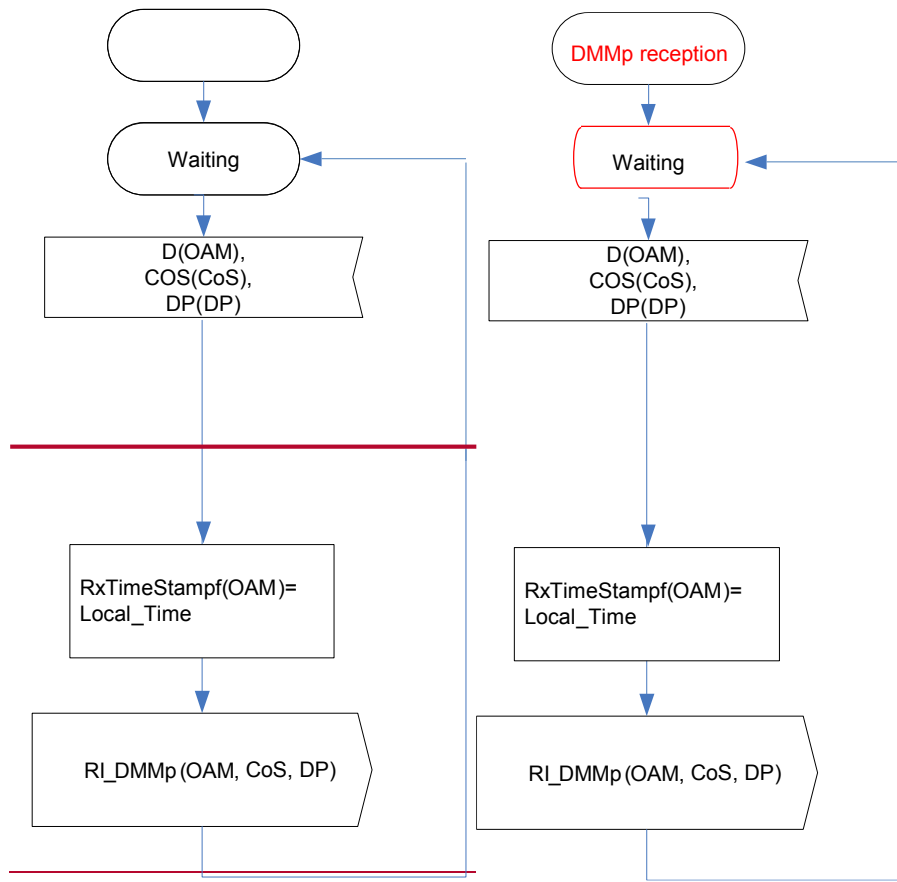 Waiting
D(OAM),
COS(CoS),
DP(DP)
RxTimeStampf(OAM)=
Local_Time
RI_DMMp(OAM, CoS, DP)
DMMp reception
Waiting
D(OAM),
COS(CoS),
DP(DP)
RxTimeStampf(OAM)=
Local_Time
RI_DMMp(OAM, CoS, DP)